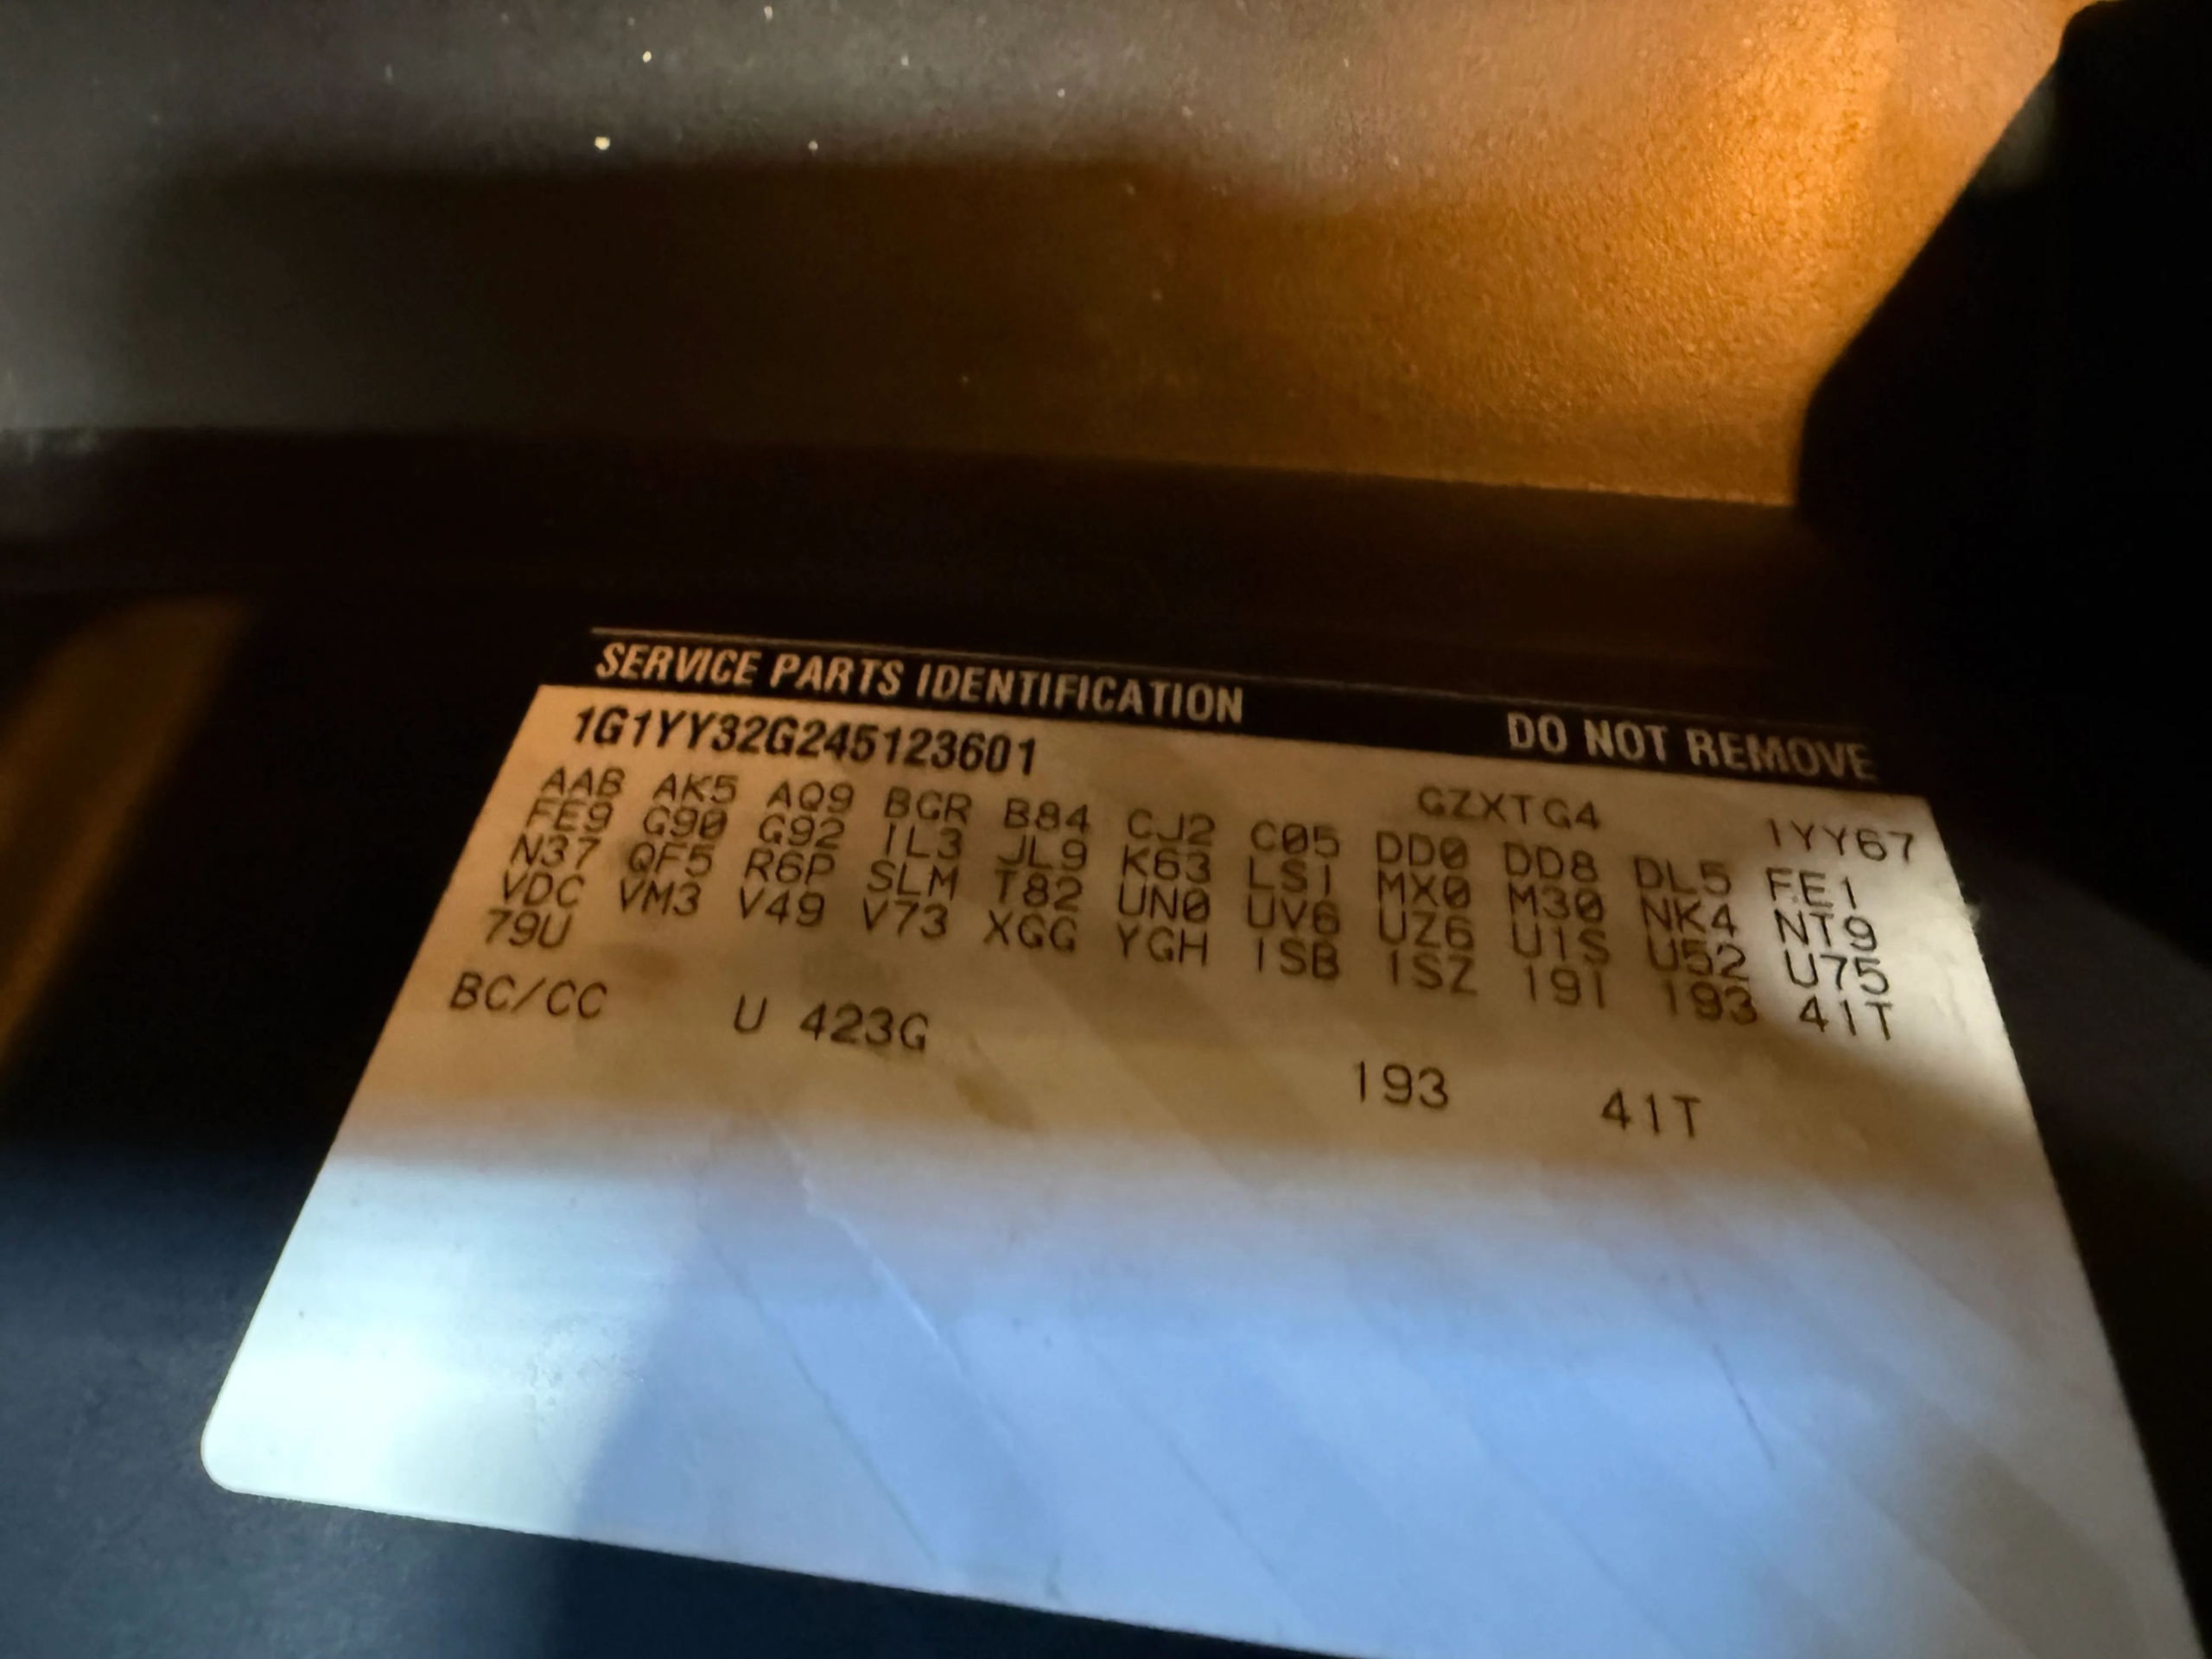 SERVICE PARTS IDENTIFICATION DO NOT REMOVE
1G1YY32G245123601 GZXTG4 1YY67
AAB AK5 AQ9 BGR B84 CJ2 C05 DD0 DD8 DL5 FE1
FE9 G90 G92 IL3 JL9 K63 LS1 MX0 M30 NK4 NT9
N37 QF5 R6P SLM T82 UN0 UV6 UZ6 U1S U52 U75
VDC VM3 V49 V73 XGG YGH 1SB 1SZ 191 193 41T
79U
BC/CC U 423G 193 41T